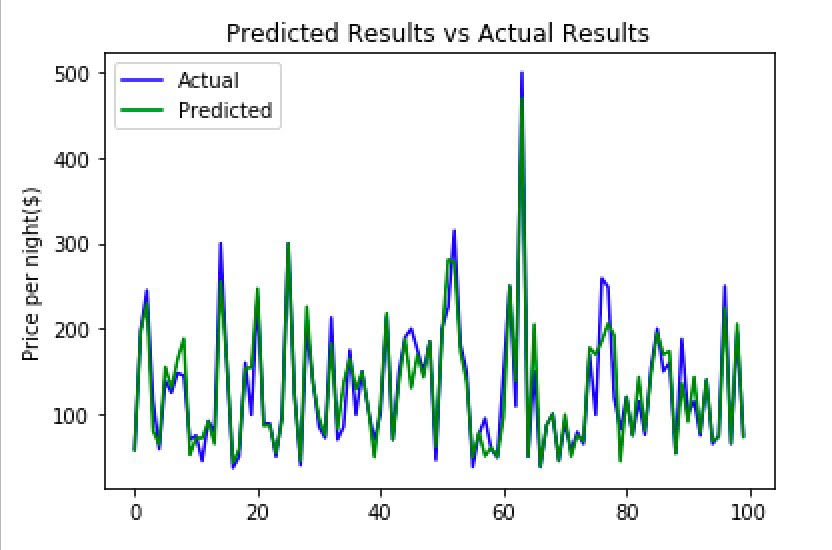 Predicted Results vs Actual Results
Actual
Predicted
Price per night($)
500
400
300
200
100
0 20 40 60 80 100